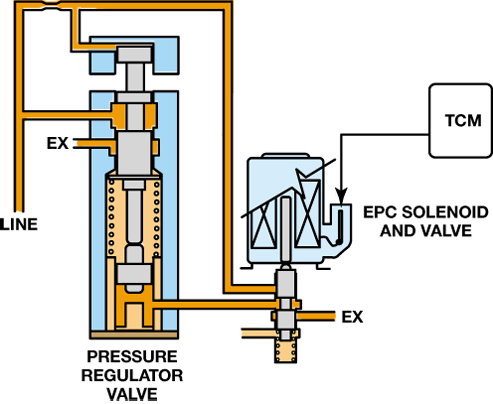 TCM
EX
LINE
EPC SOLENOID
AND VALVE
EX
PRESSURE
REGULATOR
VALVE